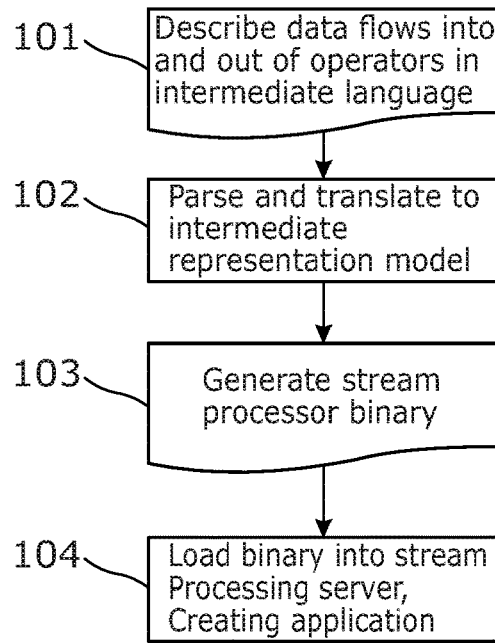 101
Describe data flows into
and out of operators in
intermediate language
102
Parse and translate to
intermediate
representation model
103
Generate stream
processor binary
104
Load binary into stream
Processing server,
Creating application